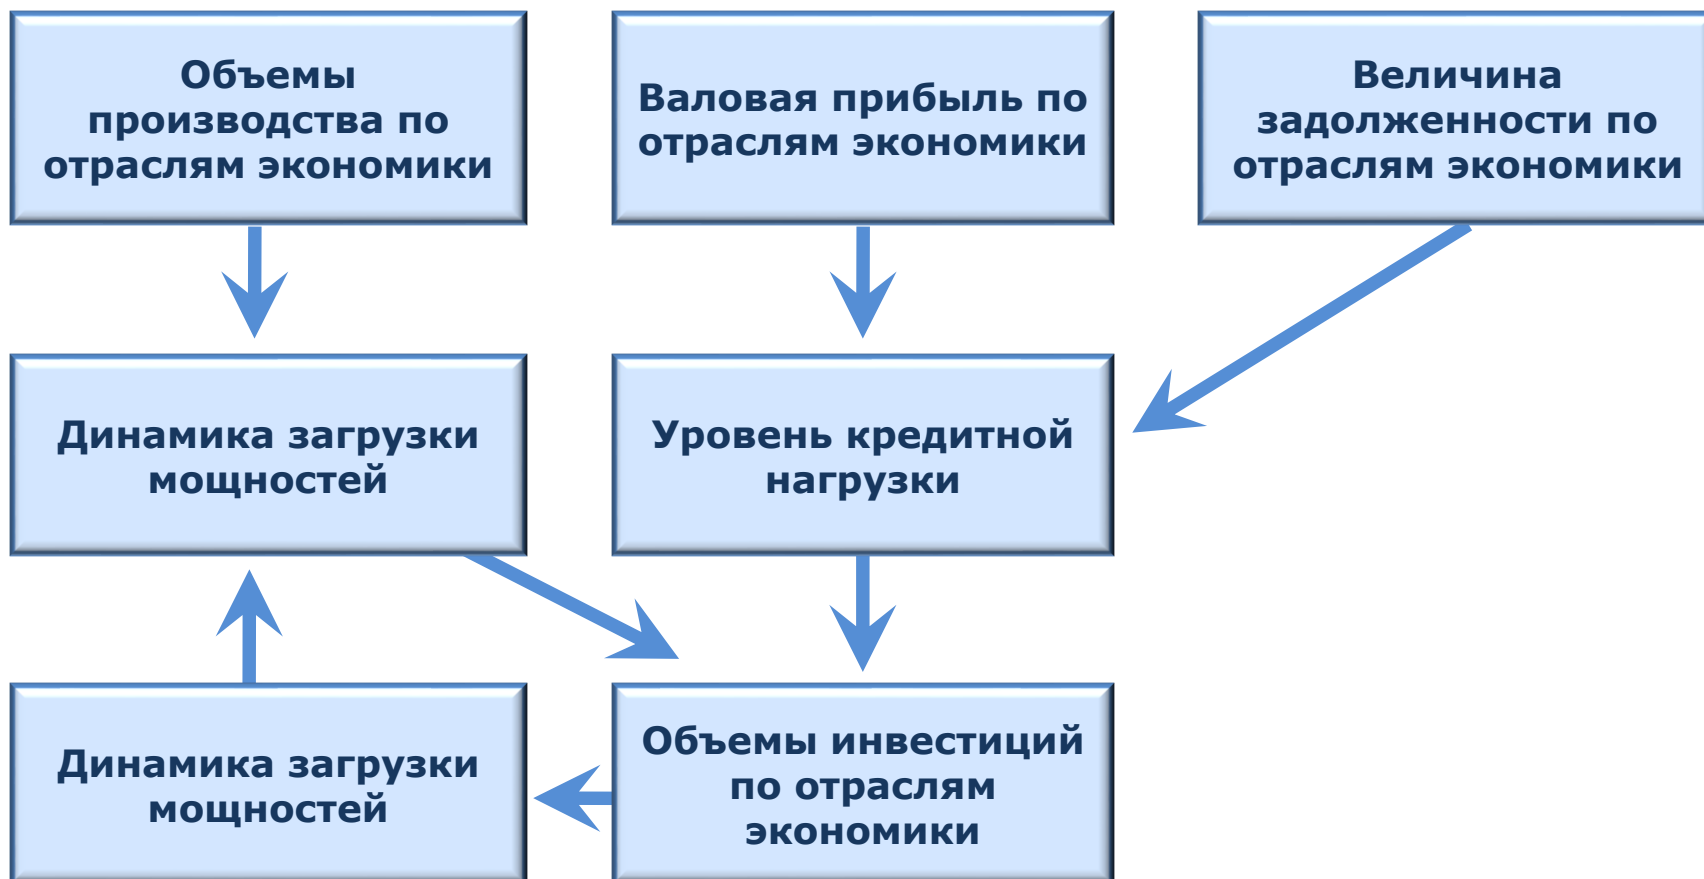 Объемы
производства по
отраслям экономики
Валовая прибыль по
отраслям экономики
Величина
задолженности по
отраслям экономики
Динамика загрузки
мощностей
Уровень кредитной
нагрузки
Динамика загрузки
мощностей
Объемы инвестиций
по отраслям
экономики